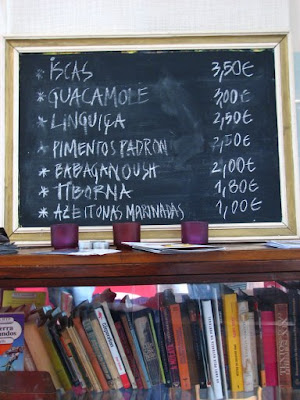 * ISCAS 3,50€
* GUACAMOLE 3,00€
* LINGUIÇA 2,50€
* PIMENTOS PADRON 2,50€
* BABAGANOUSH 2,00€
* TIBORNA 1,80€
* AZEITONAS MARINADAS 1,00€